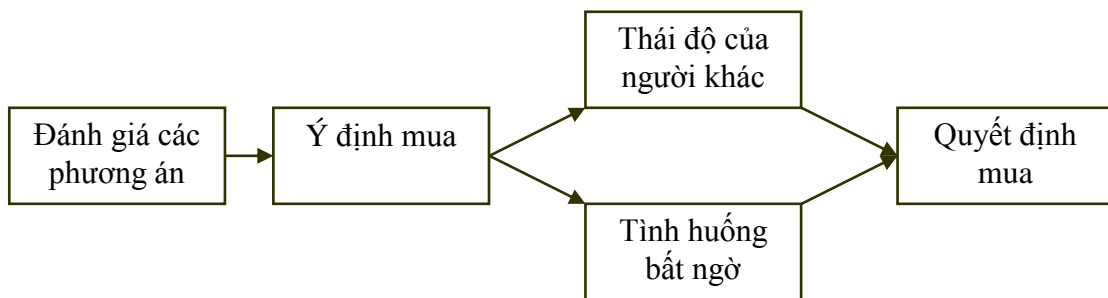 Đánh giá các
phương án
Ý định mua
Thái độ của
người khác
Tình huống
bất ngờ
Quyết định
mua